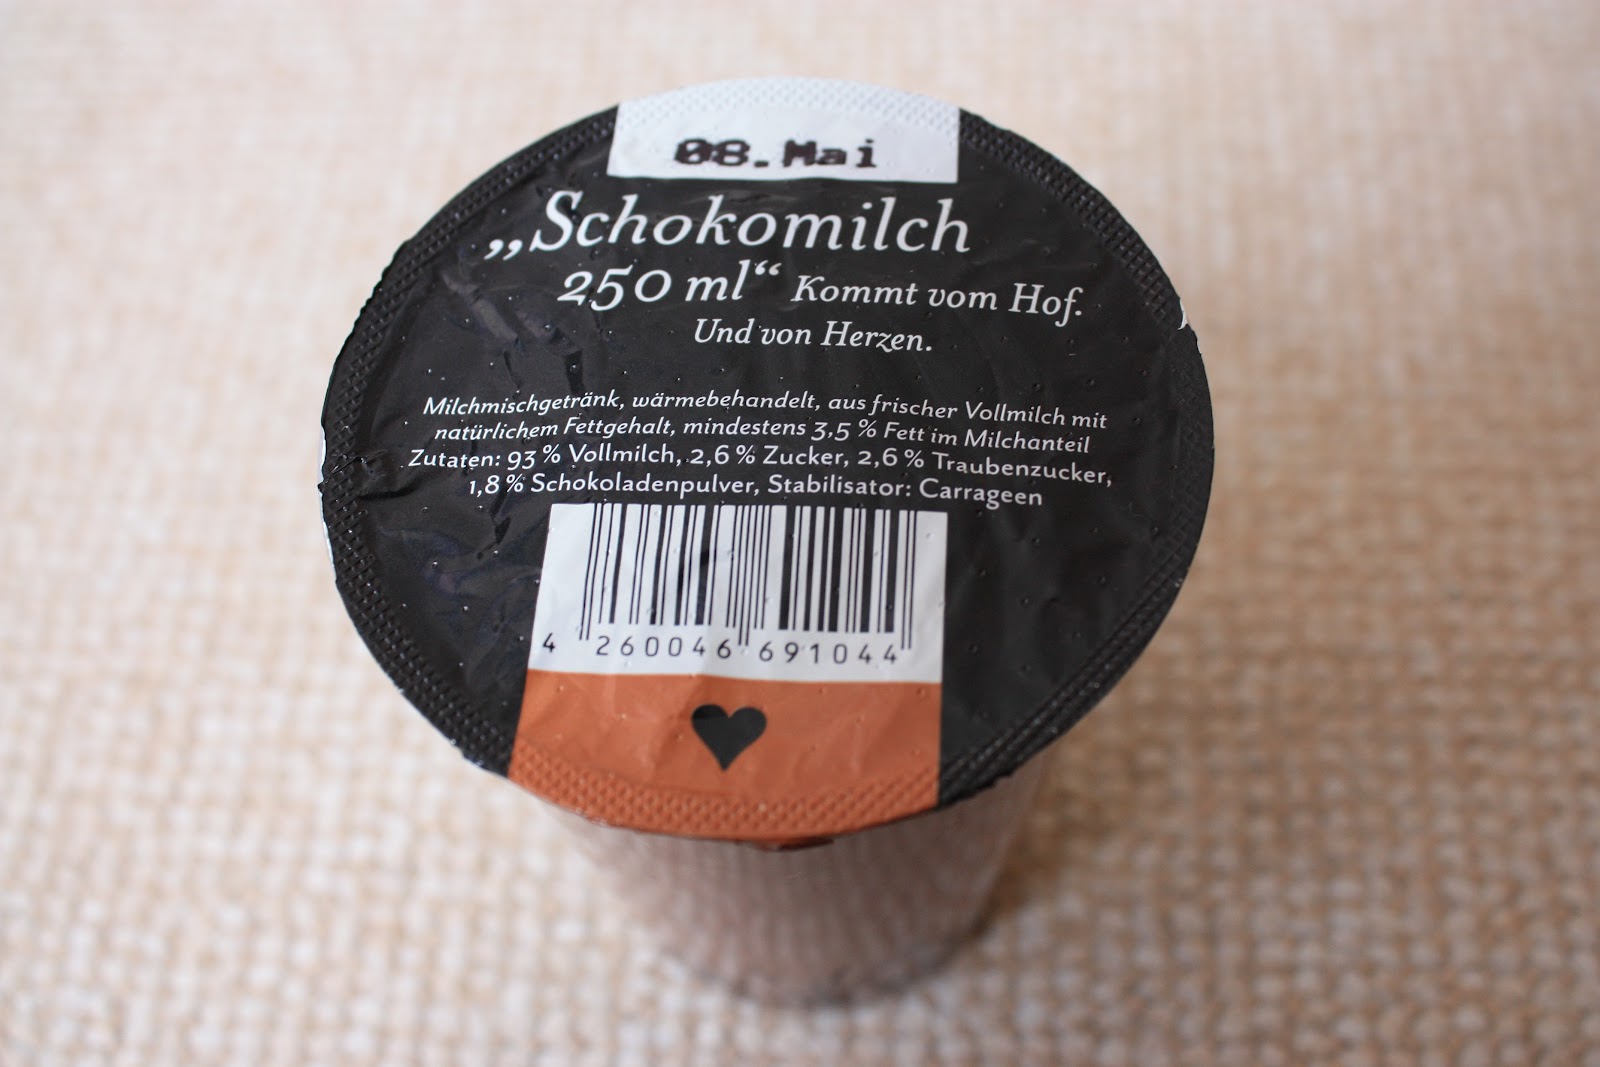 08. Mai
„Schokomilch
250 ml“ Kommt vom Hof.
Und von Herzen.
Milchmischgetränk, wärmebehandelt, aus frischer Vollmilch mit
natürlichem Fettgehalt, mindestens 3,5 % Fett im Milchanteil
Zutaten: 93 % Vollmilch, 2,6 % Zucker, 2,6 % Traubenzucker,
1,8 % Schokoladenpulver, Stabilisator: Carrageen
4 260046 691044